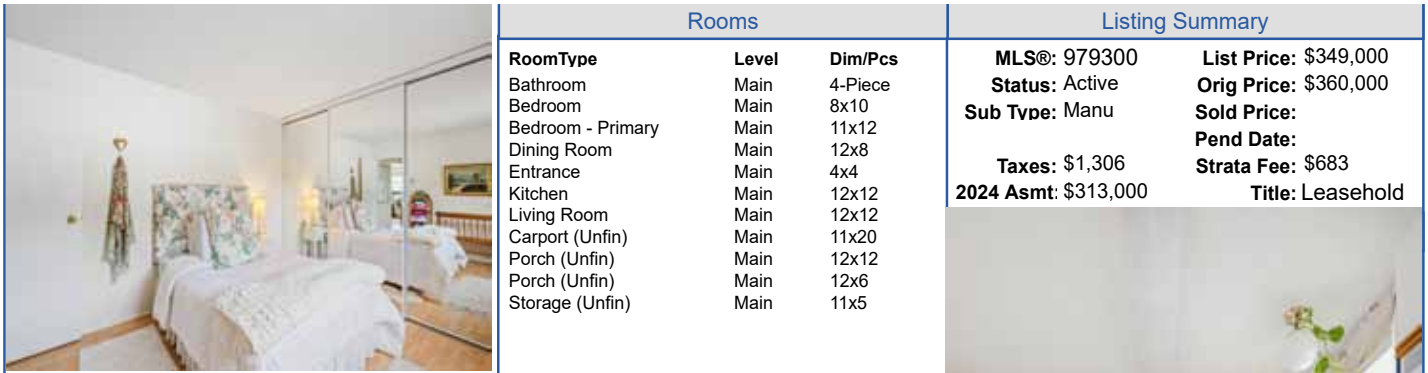 Rooms
RoomType Level Dim/Pcs
Bathroom Main 4-Piece
Bedroom Main 8x10
Bedroom - Primary Main 11x12
Dining Room Main 12x8
Entrance Main 4x4
Kitchen Main 12x12
Living Room Main 12x12
Carport (Unfin) Main 11x20
Porch (Unfin) Main 12x12
Porch (Unfin) Main 12x6
Storage (Unfin) Main 11x5
Listing Summary
MLS®: 979300 List Price: $349,000
Status: Active Orig Price: $360,000
Sub Type: Manu Sold Price:
Pend Date:
Taxes: $1,306 Strata Fee: $683
2024 Asmt: $313,000 Title: Leasehold